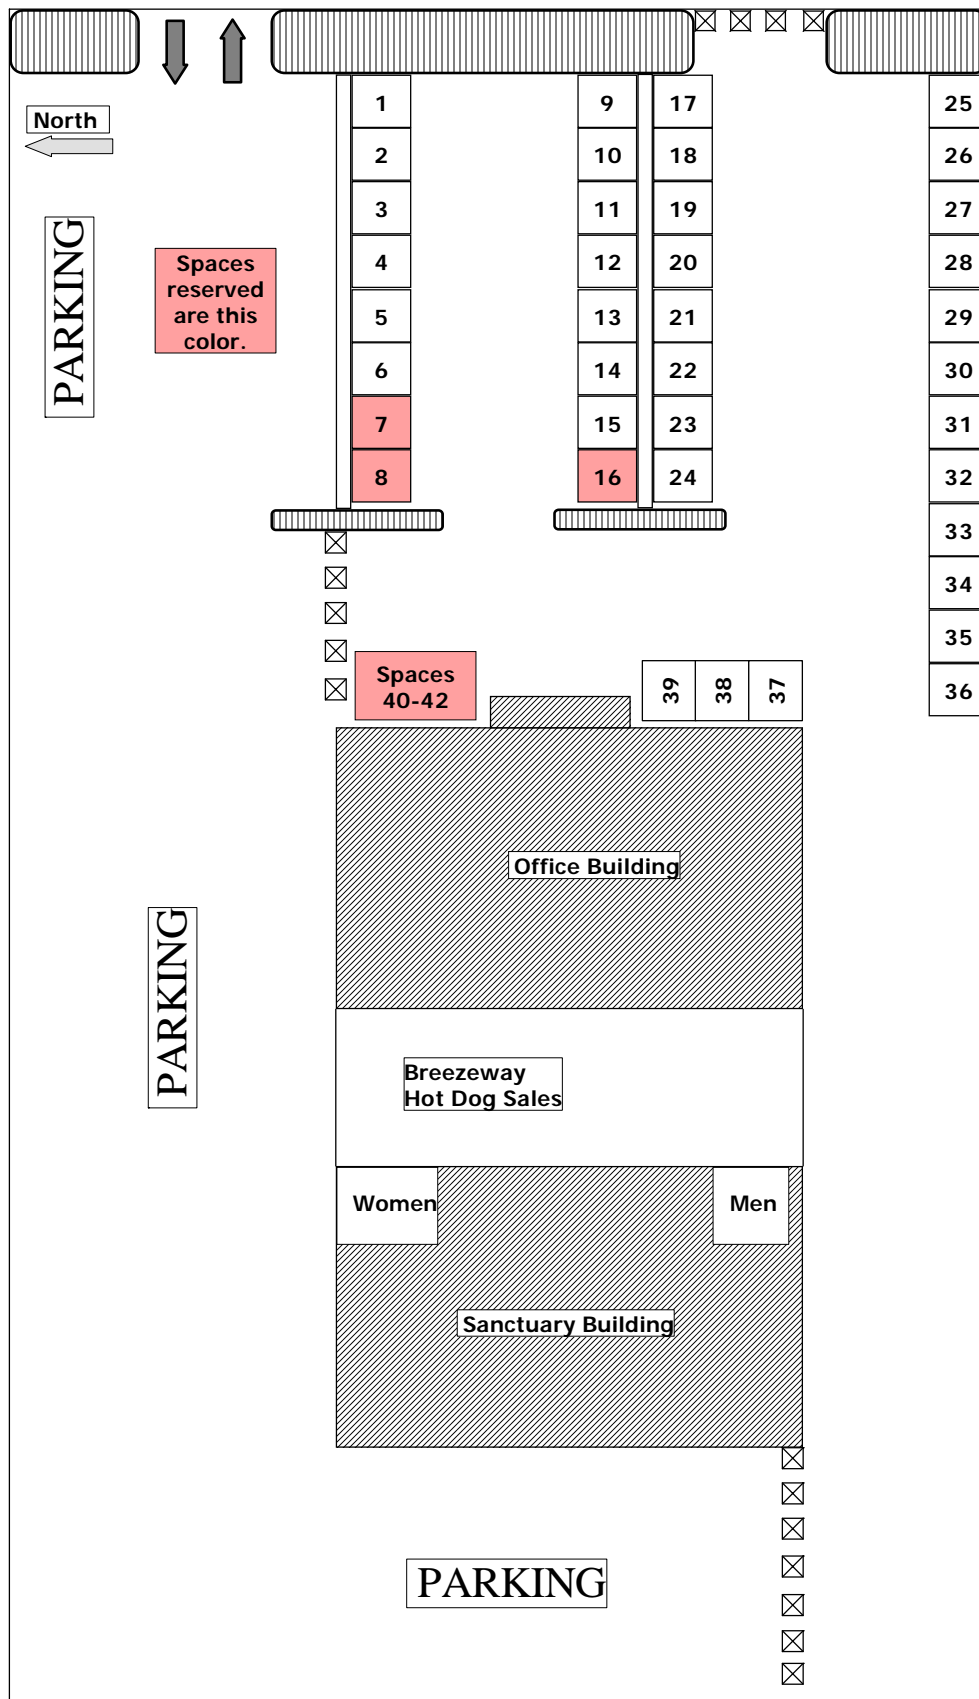 North
PARKING
Spaces
reserved
are this
color.
1
2
3
4
5
6
7
8
9
10
11
12
13
14
15
16
17
18
19
20
21
22
23
24
25
26
27
28
29
30
31
32
33
34
35
36
Spaces
40-42
39
38
37
Office Building
PARKING
Breezeway
Hot Dog Sales
Women
Men
Sanctuary Building
PARKING